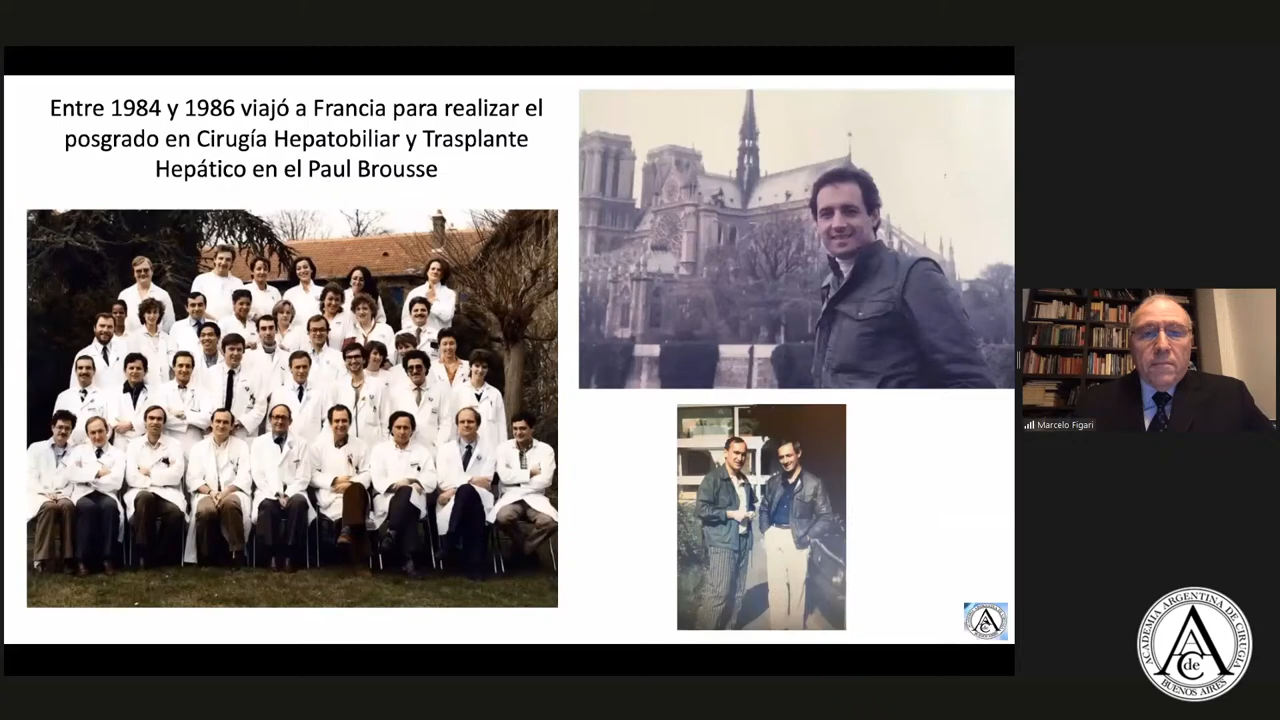 Entre 1984 y 1986 viajó a Francia para realizar el
posgrado en Cirugía Hepatobiliar y Trasplante
Hepático en el Paul Brousse
Marcelo Figari
ACADEMIA ARGENTINA DE CIRUGÍA
A A C de
BUENOS AIRES